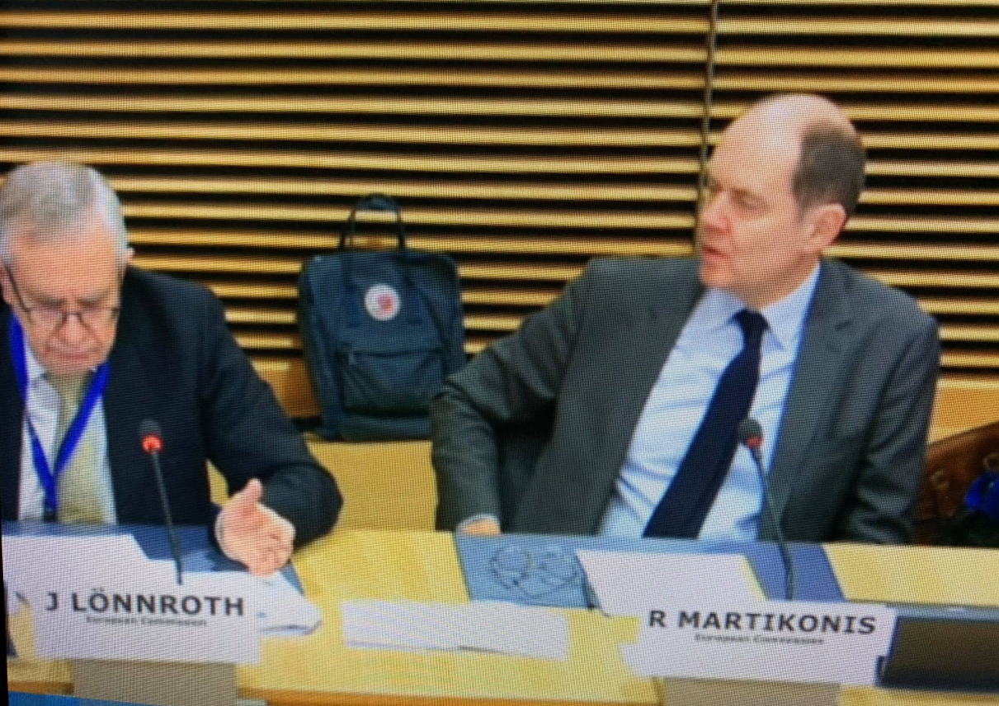 J LÖNNROTH
European Commission
R MARTIKONIS
European Commission